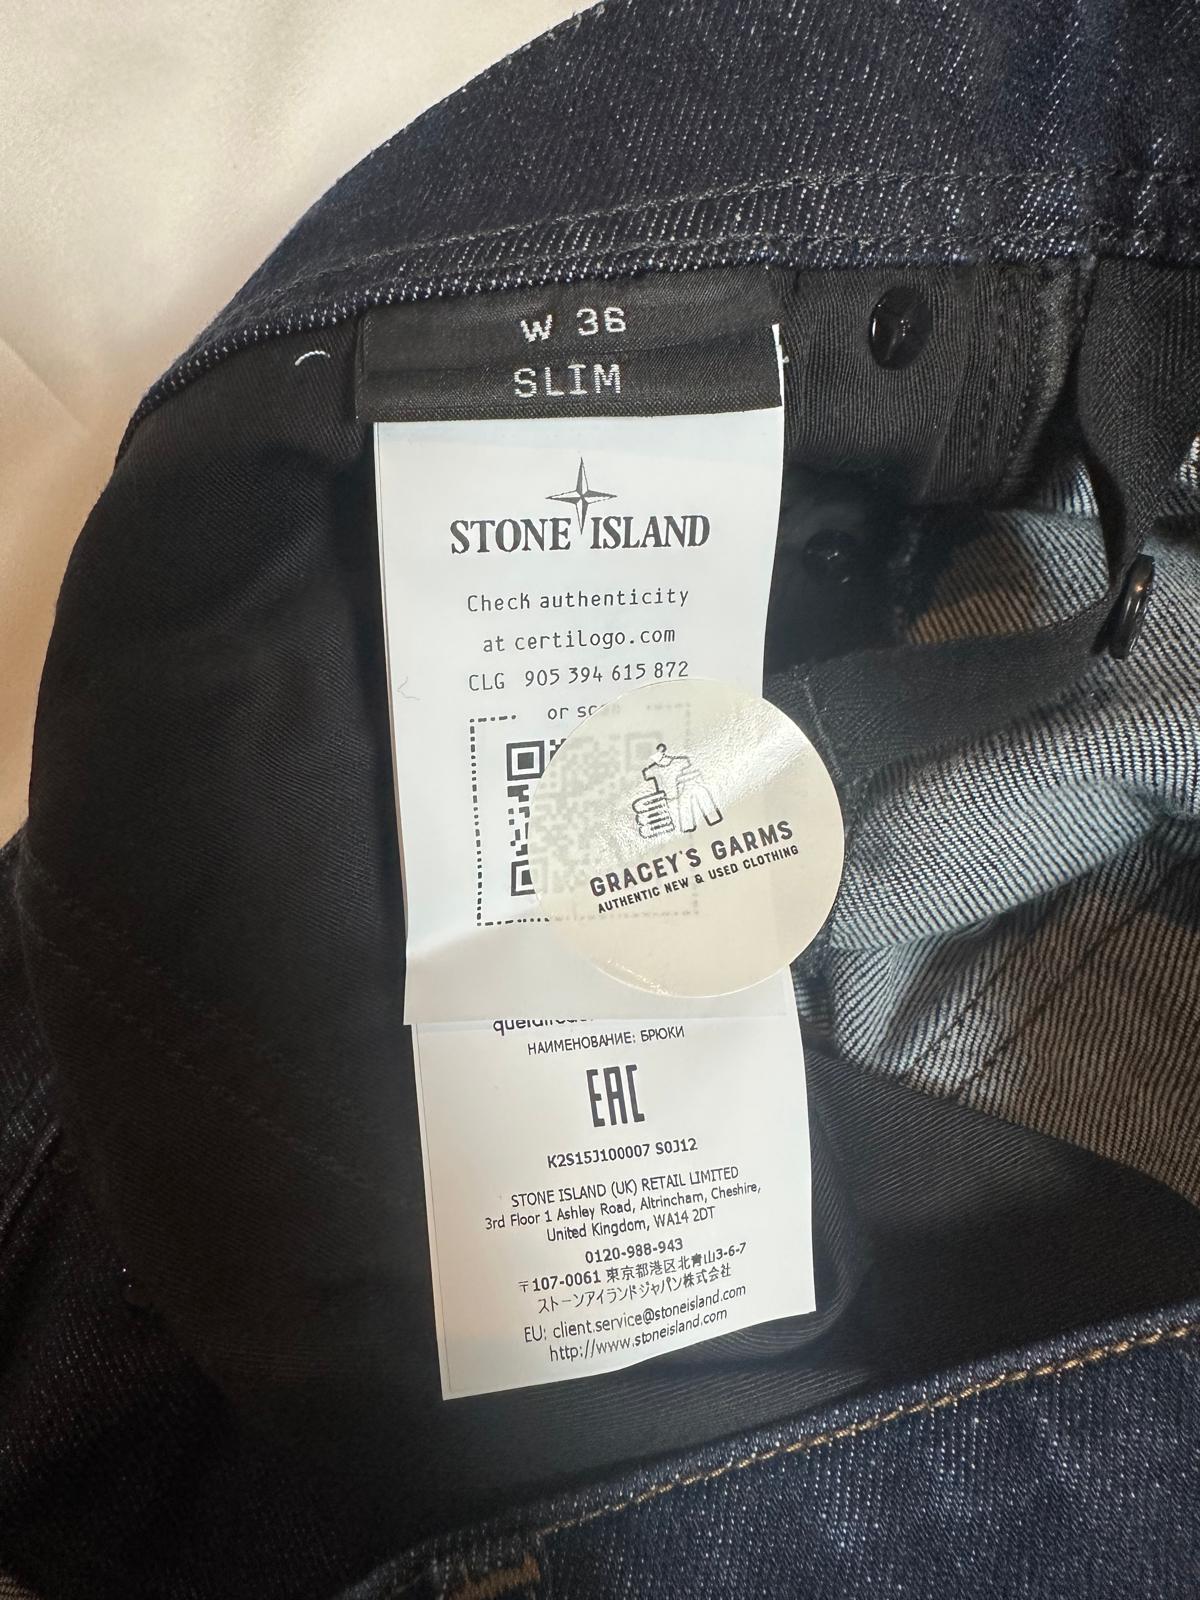 W 36
SLIM
STONE ISLAND
Check authenticity
at certilogo.com
CLG 905 394 615 872
or
GRACEY'S GARMS
AUTHENTIC NEW & USED CLOTHING
НАИМЕНОВАНИЕ: БРЮКИ
EAC
K2S15J100007 S0J12
STONE ISLAND (UK) RETAIL LIMITED
3rd Floor 1 Ashley Road, Altrincham, Cheshire,
United Kingdom, WA14 2DT
0120-988-943
〒107-0061 東京都港区北青山3-6-7
ストーンアイランドジャパン株式会社
EU: client.service@stoneisland.com
http://www.stoneisland.com